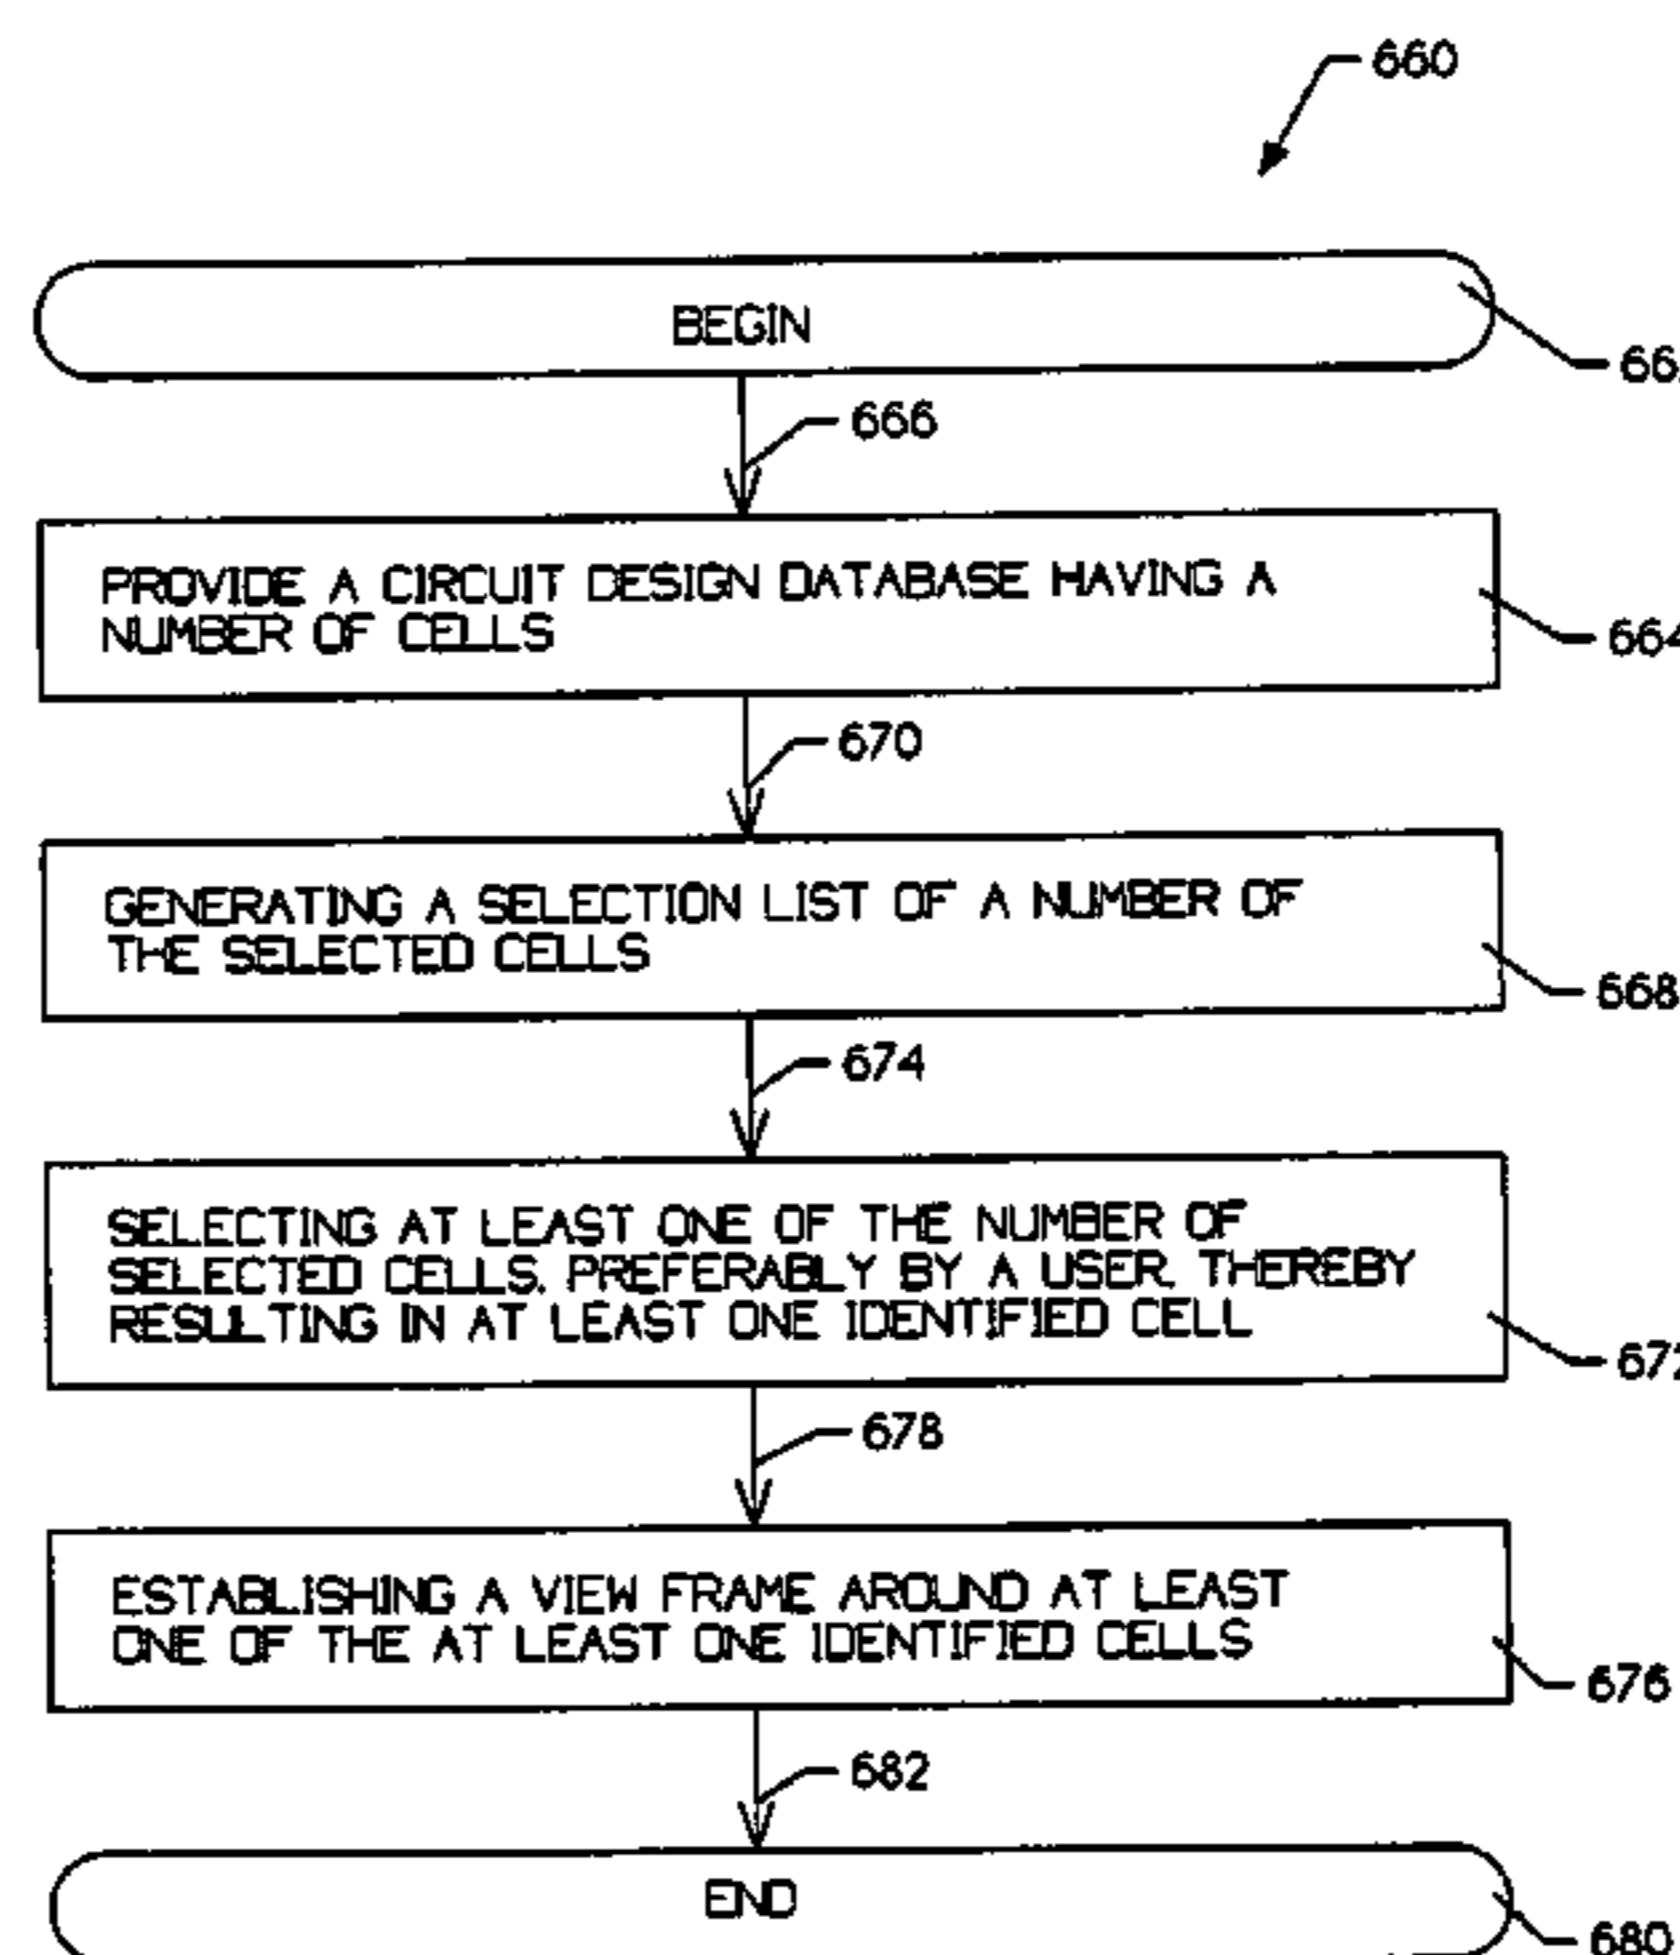 660
BEGIN
666
PROVIDE A CIRCUIT DESIGN DATABASE HAVING A
NUMBER OF CELLS
664
670
GENERATING A SELECTION LIST OF A NUMBER OF
THE SELECTED CELLS
668
674
SELECTING AT LEAST ONE OF THE NUMBER OF
SELECTED CELLS, PREFERABLY BY A USER, THEREBY
RESULTING IN AT LEAST ONE IDENTIFIED CELL
672
678
ESTABLISHING A VIEW FRAME AROUND AT LEAST
ONE OF THE AT LEAST ONE IDENTIFIED CELLS
676
682
END
680